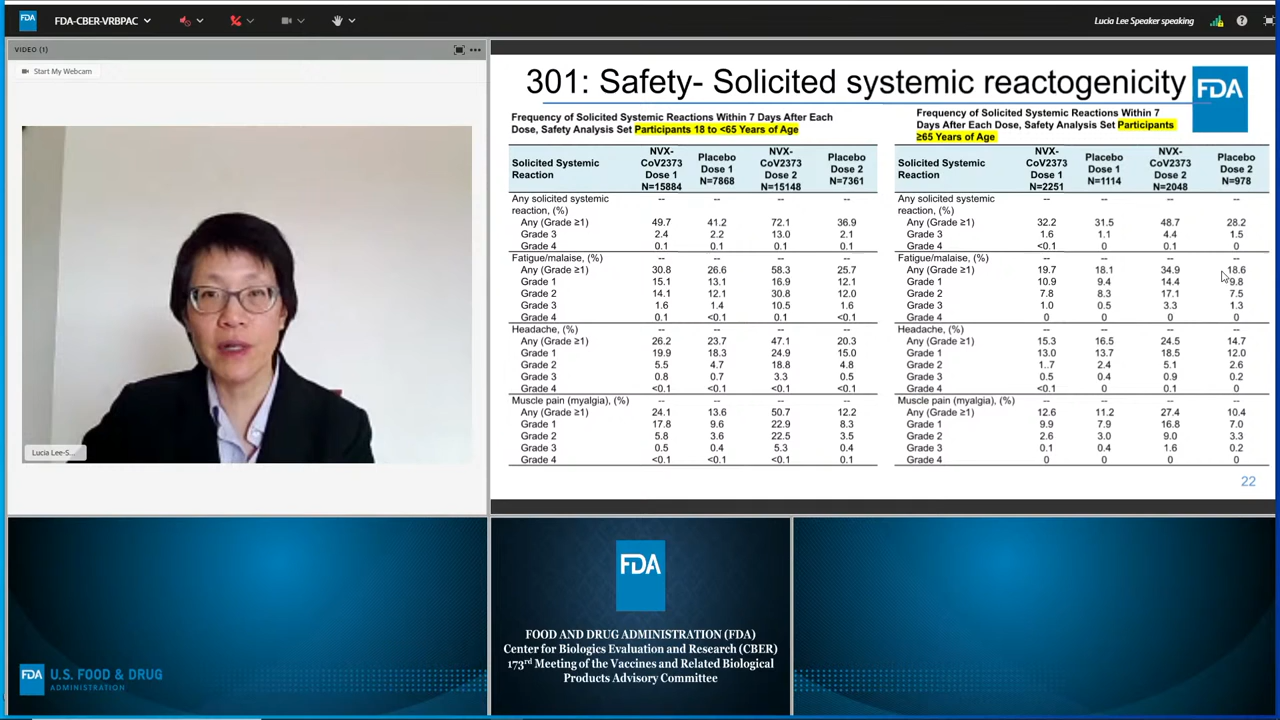 FDA
FDA-CBER-VRBPAC
Lucia Lee Speaker speaking
VIDEO (1)
Start My Webcam
Lucia Lee-S...
301: Safety- Solicited systemic reactogenicity
FDA
Frequency of Solicited Systemic Reactions Within 7 Days After Each
Dose, Safety Analysis Set Participants 18 to <65 Years of Age
Solicited Systemic Reaction NVX-CoV2373 Dose 1 N=15884 Placebo Dose 1 N=7868 NVX-CoV2373 Dose 2 N=15148 Placebo Dose 2 N=7361
Any solicited systemic reaction, (%) -- -- -- --
Any (Grade ≥1) 49.7 41.2 72.1 36.9
Grade 3 2.4 2.2 13.0 2.1
Grade 4 0.1 0.1 0.1 0.1
Fatigue/malaise, (%) -- -- -- --
Any (Grade ≥1) 30.8 26.6 58.3 25.7
Grade 1 15.1 13.1 16.9 12.1
Grade 2 14.1 12.1 30.8 12.0
Grade 3 1.6 1.4 10.5 1.6
Grade 4 0.1 <0.1 0.1 <0.1
Headache, (%) -- -- -- --
Any (Grade ≥1) 26.2 23.7 47.1 20.3
Grade 1 19.9 18.3 24.9 15.0
Grade 2 5.5 4.7 18.8 4.8
Grade 3 0.8 0.7 3.3 0.5
Grade 4 <0.1 <0.1 <0.1 <0.1
Muscle pain (myalgia), (%) -- -- -- --
Any (Grade ≥1) 24.1 13.6 50.7 12.2
Grade 1 17.8 9.6 22.9 8.3
Grade 2 5.8 3.6 22.5 3.5
Grade 3 0.5 0.4 5.3 0.4
Grade 4 <0.1 <0.1 <0.1 0.1
Frequency of Solicited Systemic Reactions Within 7
Days After Each Dose, Safety Analysis Set Participants
≥65 Years of Age
Solicited Systemic Reaction NVX-CoV2373 Dose 1 N=2251 Placebo Dose 1 N=1114 NVX-CoV2373 Dose 2 N=2048 Placebo Dose 2 N=978
Any solicited systemic reaction, (%) -- -- -- --
Any (Grade ≥1) 32.2 31.5 48.7 28.2
Grade 3 1.6 1.1 4.4 1.5
Grade 4 <0.1 0 0.1 0
Fatigue/malaise, (%) -- -- -- --
Any (Grade ≥1) 19.7 18.1 34.9 18.6
Grade 1 10.9 9.4 14.4 9.8
Grade 2 7.8 8.3 17.1 7.5
Grade 3 1.0 0.5 3.3 1.3
Grade 4 0 0 0 0
Headache, (%) -- -- -- --
Any (Grade ≥1) 15.3 16.5 24.5 14.7
Grade 1 13.0 13.7 18.5 12.0
Grade 2 1..7 2.4 5.1 2.6
Grade 3 0.5 0.4 0.9 0.2
Grade 4 <0.1 0 0.1 0
Muscle pain (myalgia), (%) -- -- -- --
Any (Grade ≥1) 12.6 11.2 27.4 10.4
Grade 1 9.9 7.9 16.8 7.0
Grade 2 2.6 3.0 9.0 3.3
Grade 3 0.1 0.4 1.6 0.2
Grade 4 0 0 0 0
22
FDA U.S. FOOD & DRUG
ADMINISTRATION
FDA
FOOD AND DRUG ADMINISTRATION (FDA)
Center for Biologics Evaluation and Research (CBER)
173rd Meeting of the Vaccines and Related Biological
Products Advisory Committee